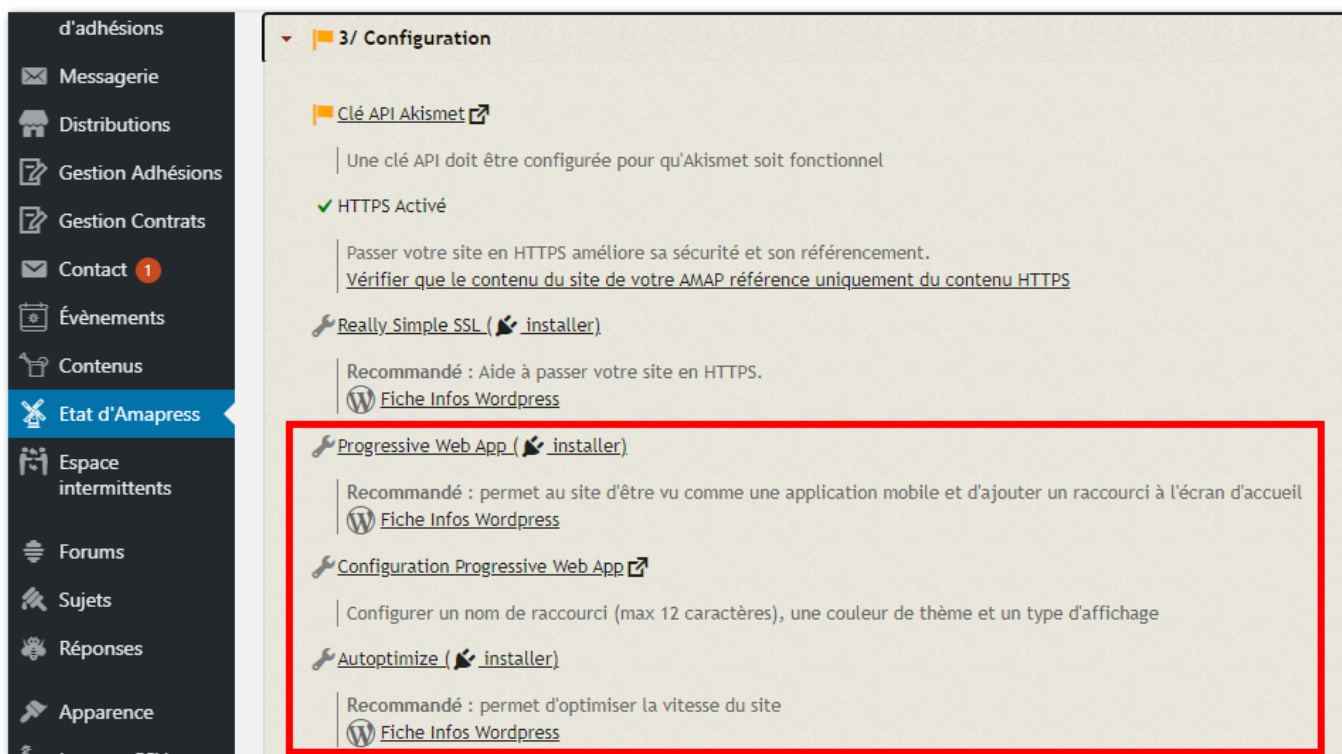 d'adhésions
Messagerie
Distributions
Gestion Adhésions
Gestion Contrats
Contact 1
Évènements
Contenus
Etat d'Amapress
Espace
intermittents
Forums
Sujets
Réponses
Apparence
3/ Configuration
Clé API Akismet
Une clé API doit être configurée pour qu'Akismet soit fonctionnel
HTTPS Activé
Passer votre site en HTTPS améliore sa sécurité et son référencement.
Vérifier que le contenu du site de votre AMAP référence uniquement du contenu HTTPS
Really Simple SSL ( installer)
Recommandé : Aide à passer votre site en HTTPS.
Fiche Infos Wordpress
Progressive Web App ( installer)
Recommandé : permet au site d'être vu comme une application mobile et d'ajouter un raccourci à l'écran d'accueil
Fiche Infos Wordpress
Configuration Progressive Web App
Configurer un nom de raccourci (max 12 caractères), une couleur de thème et un type d'affichage
Autoptimize ( installer)
Recommandé : permet d'optimiser la vitesse du site
Fiche Infos Wordpress